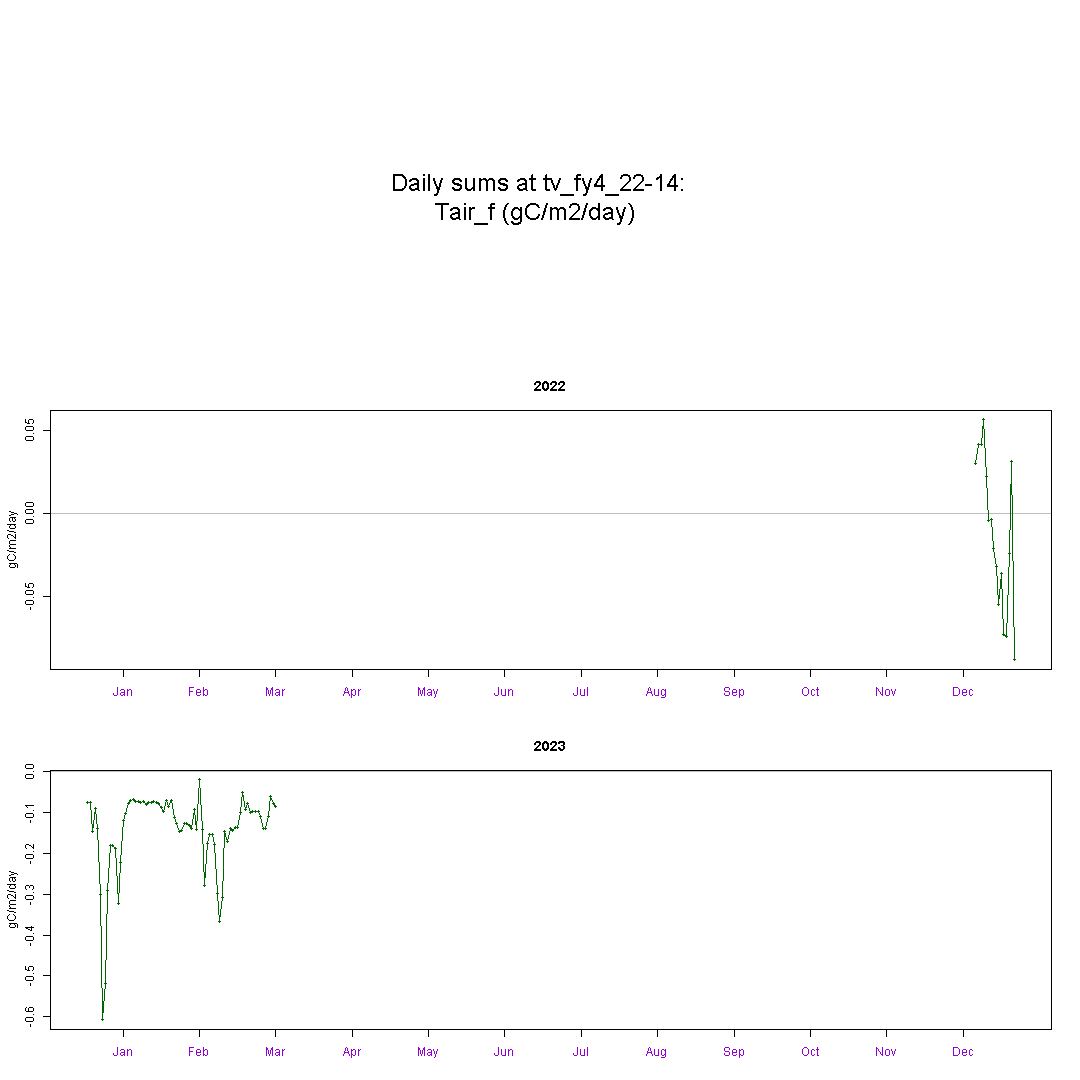 Daily sums at tv_fy4_22-14:
Tair_f (gC/m2/day)
2022
gC/m2/day
0.05
0.00
-0.05
Jan Feb Mar Apr May Jun Jul Aug Sep Oct Nov Dec
2023
gC/m2/day
0.0
-0.1
-0.2
-0.3
-0.4
-0.5
-0.6
Jan Feb Mar Apr May Jun Jul Aug Sep Oct Nov Dec